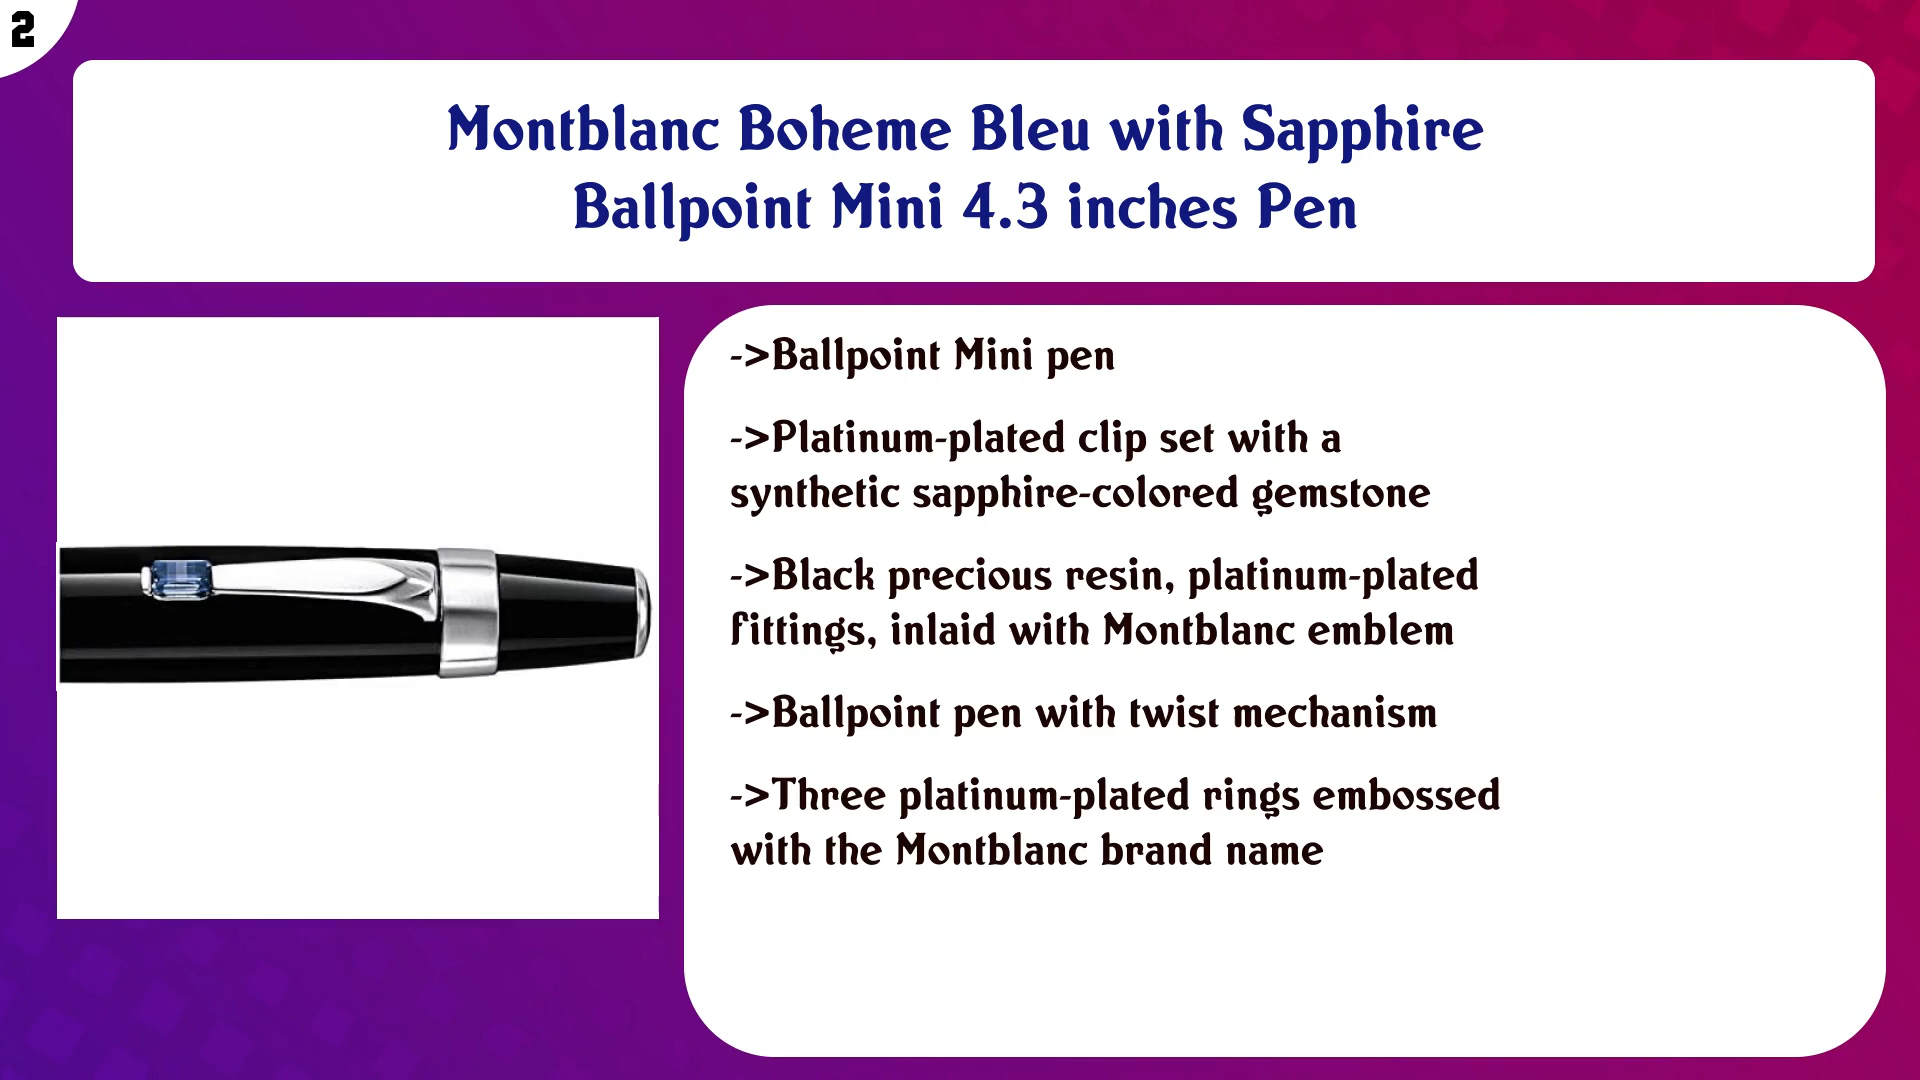 2
Montblanc Boheme Bleu with Sapphire
Ballpoint Mini 4.3 inches Pen
->Ballpoint Mini pen
->Platinum-plated clip set with a
synthetic sapphire-colored gemstone
->Black precious resin, platinum-plated
fittings, inlaid with Montblanc emblem
->Ballpoint pen with twist mechanism
->Three platinum-plated rings embossed
with the Montblanc brand name